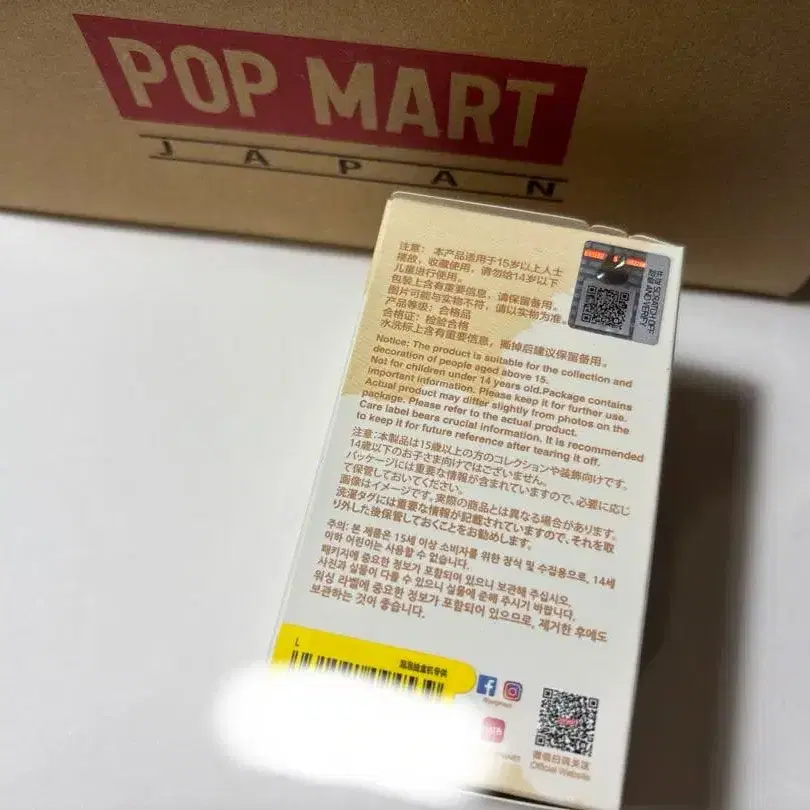 POP MART
JAPAN
注意：本产品适用于15岁以上人士
摆放，收藏使用，请勿给14岁以下
儿童进行使用。
包装上含有重要信息，请保留备用。
图片可能与实物不符，请以实物为准。
产品等级：合格品
合格证：检验合格
水洗标上含有重要信息，撕掉后建议保留备用。
SCRATCH OFF
AND VERIFY
Notice: The product is suitable for the collection and
decoration of people aged above 15.
Not for children under 14 years old.Package contains
important information. Please keep it for further use.
Actual product may differ slightly from photos on the
package. Please refer to the actual product.
Care label bears crucial information. It is recommended
to keep it for future reference after tearing it off.
注意：本製品は15歳以上の方のコレクションや装飾向けです。
14歳以下のお子さま向けではございません。
パッケージには重要な情報が含まれていますので、必要に応じ
て保管しておいてください。
画像はイメージです。実際の商品とは異なる場合があります。
洗濯タグには重要な情報が記載されていますので、それを取
り外した後保管しておくことをお勧めします。
주의: 본 제품은 15세 이상 소비자를 위한 장식 및 수집용으로, 14세
이하 어린이는 사용할 수 없습니다.
패키지에 중요한 정보가 포함되어 있으니 보관해 주십시오.
사진과 실물이 다를 수 있으니 실물에 준해 주시기 바랍니다.
워싱 라벨에 중요한 정보가 포함되어 있으므로, 제거한 후에도
보관하는 것이 좋습니다.
L
微信扫码关注
Official Website